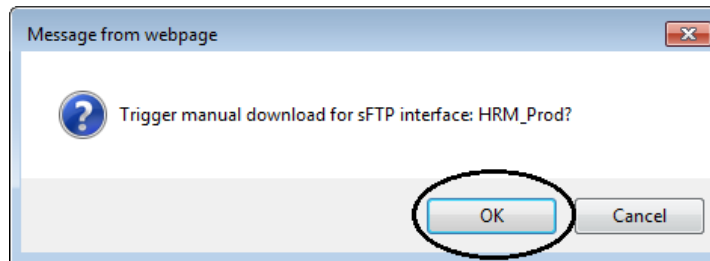 Message from webpage
Trigger manual download for sFTP interface: HRM_Prod?
OK
Cancel